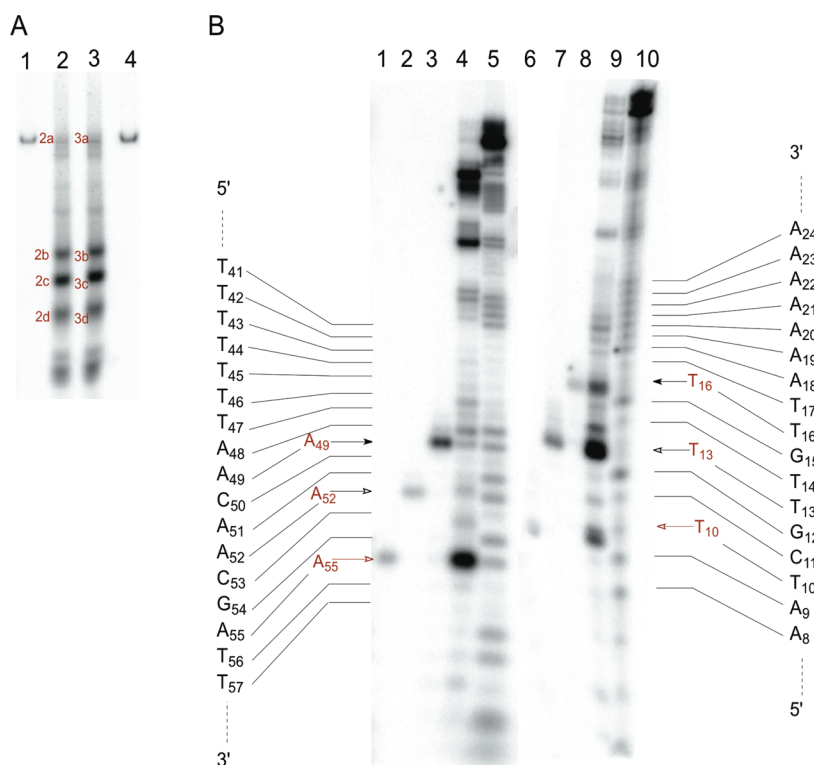 A
B
1 2 3 4
1 2 3 4 5 6 7 8 9 10
2a 3a
2b 3b
2c 3c
2d 3d
5'
T41
T42
T43
T44
T45
T46
T47
A48
A49
C50
A51
A52
C53
G54
A55
T56
T57
3'
A49
A52
A55
T16
T13
T10
3'
A24
A23
A22
A21
A20
A19
A18
T17
T16
G15
T14
T13
G12
C11
T10
A9
A8
5'